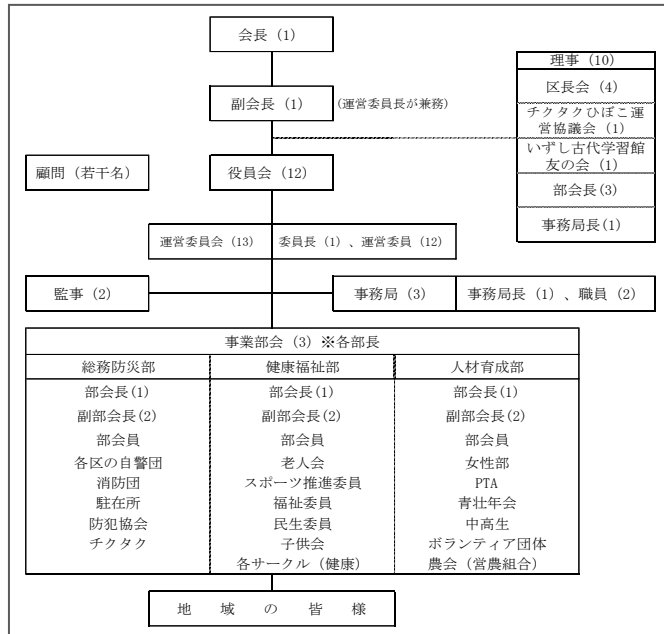 会長（1）
副会長（1）
(運営委員長が兼務)
理事（10）
区長会（4）
チクタクひぼこ運
営協議会（1）
いずし古代学習館
友の会（1）
部会長(3)
事務局長(1)
顧問（若干名）
役員会（12）
運営委員会（13）
委員長（1）、運営委員（12）
監事（2）
事務局（3）
事務局長（1）、職員（2）
事業部会（3）※各部長
総務防災部
部会長(1)
副部会長(2)
部会員
各区の自警団
消防団
駐在所
防犯協会
チクタク
健康福祉部
部会長(1)
副部会長(2)
部会員
老人会
スポーツ推進委員
福祉委員
民生委員
子供会
各サークル（健康）
人材育成部
部会長(1)
副部会長(2)
部会員
女性部
PTA
青壮年会
中高生
ボランティア団体
農会（営農組合）
地 域 の 皆 様